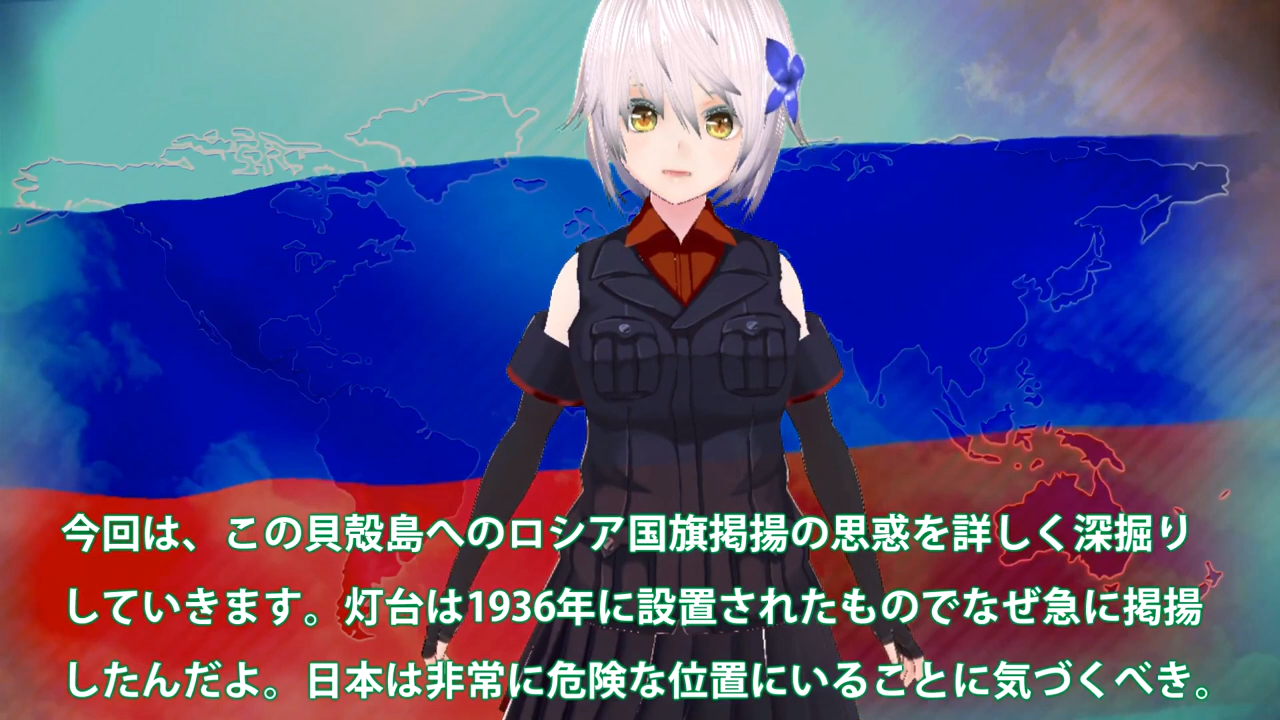 今回は、この貝殻島へのロシア国旗掲揚の思惑を詳しく深掘り
していきます。灯台は1936年に設置されたものでなぜ急に掲揚
したんだよ。日本は非常に危険な位置にいることに気づくべき。